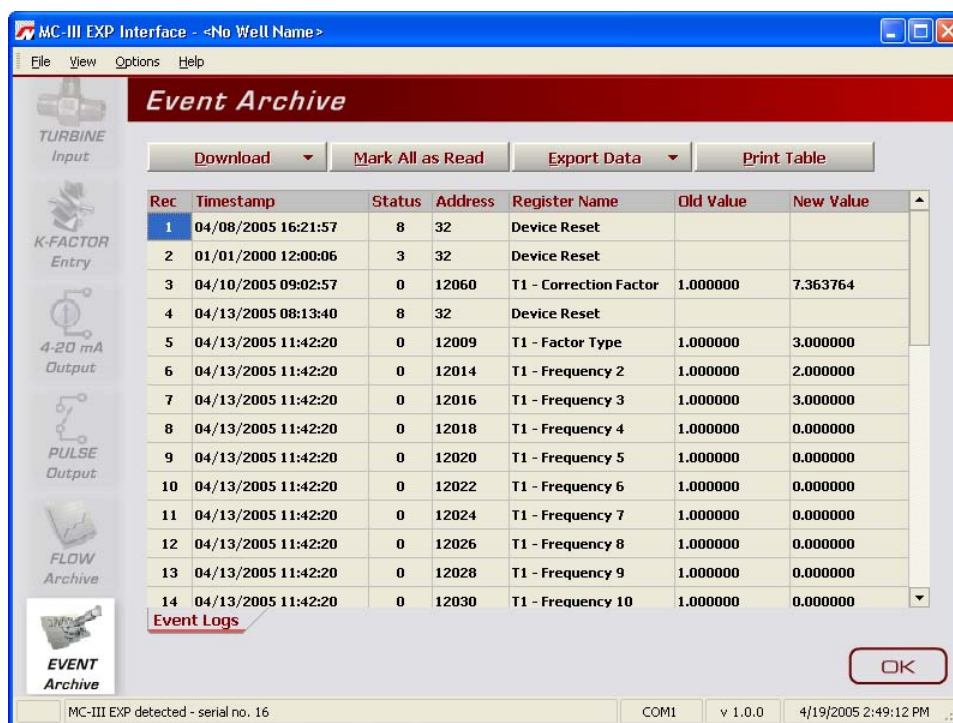 MC-III EXP Interface - <No Well Name>
File View Options Help
Event Archive
TURBINE
Input
K-FACTOR
Entry
4-20 mA
Output
PULSE
Output
FLOW
Archive
EVENT
Archive
Download Mark All as Read Export Data Print Table
Rec Timestamp Status Address Register Name Old Value New Value
1 04/08/2005 16:21:57 8 32 Device Reset
2 01/01/2000 12:00:06 3 32 Device Reset
3 04/10/2005 09:02:57 0 12060 T1 - Correction Factor 1.000000 7.363764
4 04/13/2005 08:13:40 8 32 Device Reset
5 04/13/2005 11:42:20 0 12009 T1 - Factor Type 1.000000 3.000000
6 04/13/2005 11:42:20 0 12014 T1 - Frequency 2 1.000000 2.000000
7 04/13/2005 11:42:20 0 12016 T1 - Frequency 3 1.000000 3.000000
8 04/13/2005 11:42:20 0 12018 T1 - Frequency 4 1.000000 0.000000
9 04/13/2005 11:42:20 0 12020 T1 - Frequency 5 1.000000 0.000000
10 04/13/2005 11:42:20 0 12022 T1 - Frequency 6 1.000000 0.000000
11 04/13/2005 11:42:20 0 12024 T1 - Frequency 7 1.000000 0.000000
12 04/13/2005 11:42:20 0 12026 T1 - Frequency 8 1.000000 0.000000
13 04/13/2005 11:42:20 0 12028 T1 - Frequency 9 1.000000 0.000000
14 04/13/2005 11:42:20 0 12030 T1 - Frequency 10 1.000000 0.000000
Event Logs
OK
MC-III EXP detected - serial no. 16 COM1 v 1.0.0 4/19/2005 2:49:12 PM